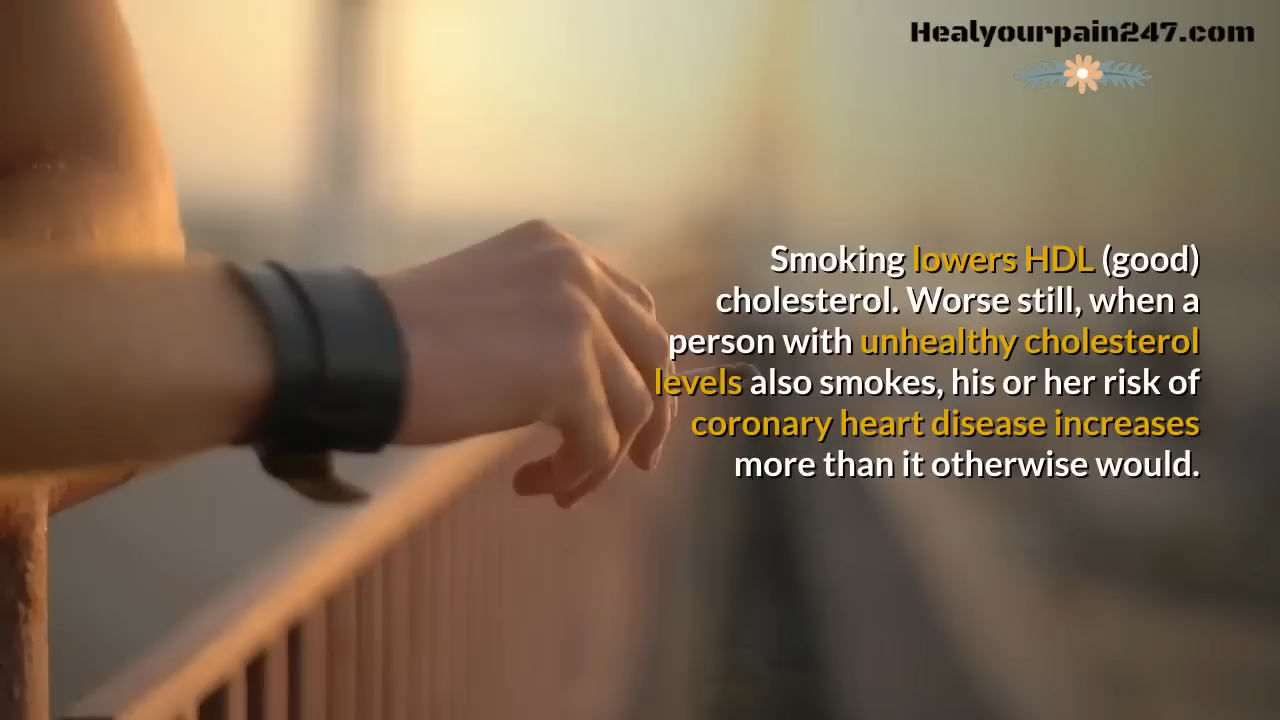 Healyourpain247.com
Smoking lowers HDL (good)
cholesterol. Worse still, when a
person with unhealthy cholesterol
levels also smokes, his or her risk of
coronary heart disease increases
more than it otherwise would.